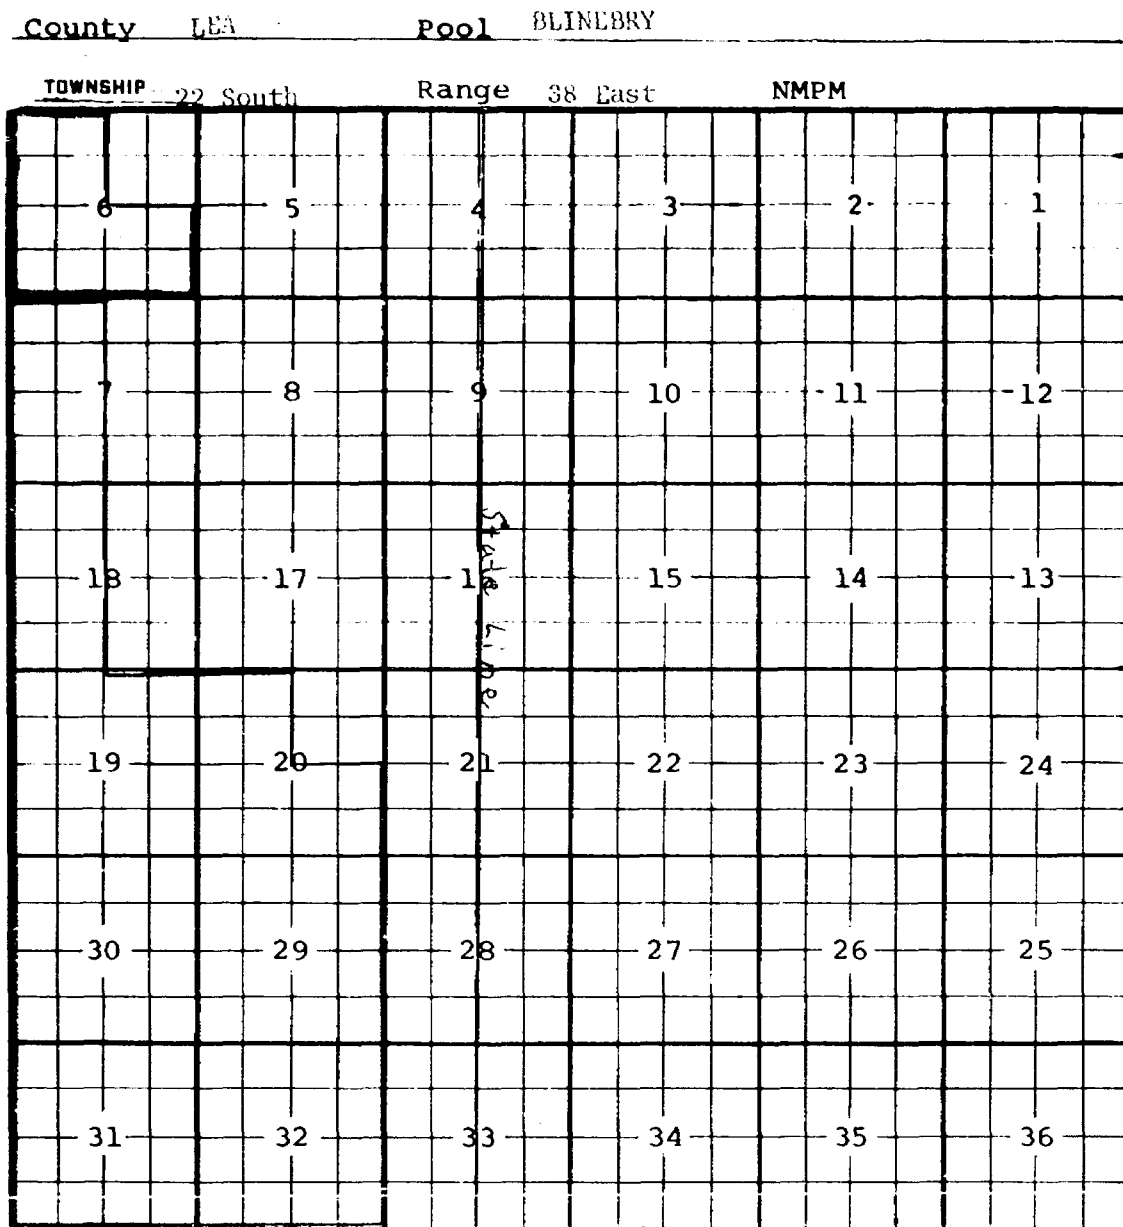 County LEA Pool BLINEBRY
TOWNSHIP 22 South Range 38 East NMPM
6 5 4 3 2 1
7 8 9 10 11 12
18 17 1 15 14 13
State Line
19 20 21 22 23 24
30 29 28 27 26 25
31 32 33 34 35 36